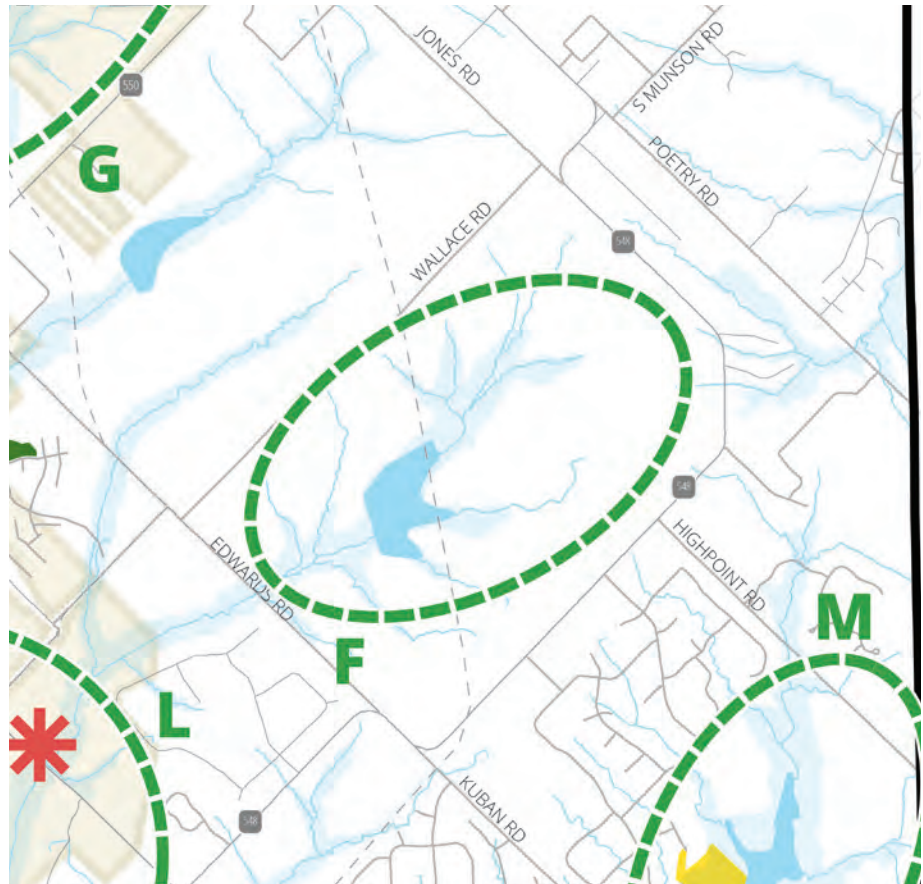 JONES RD
S MUNSON RD
550
POETRY RD
G
WALLACE RD
548
548
EDWARDS RD
HIGHPOINT RD
M
F
L
KUBAN RD
548